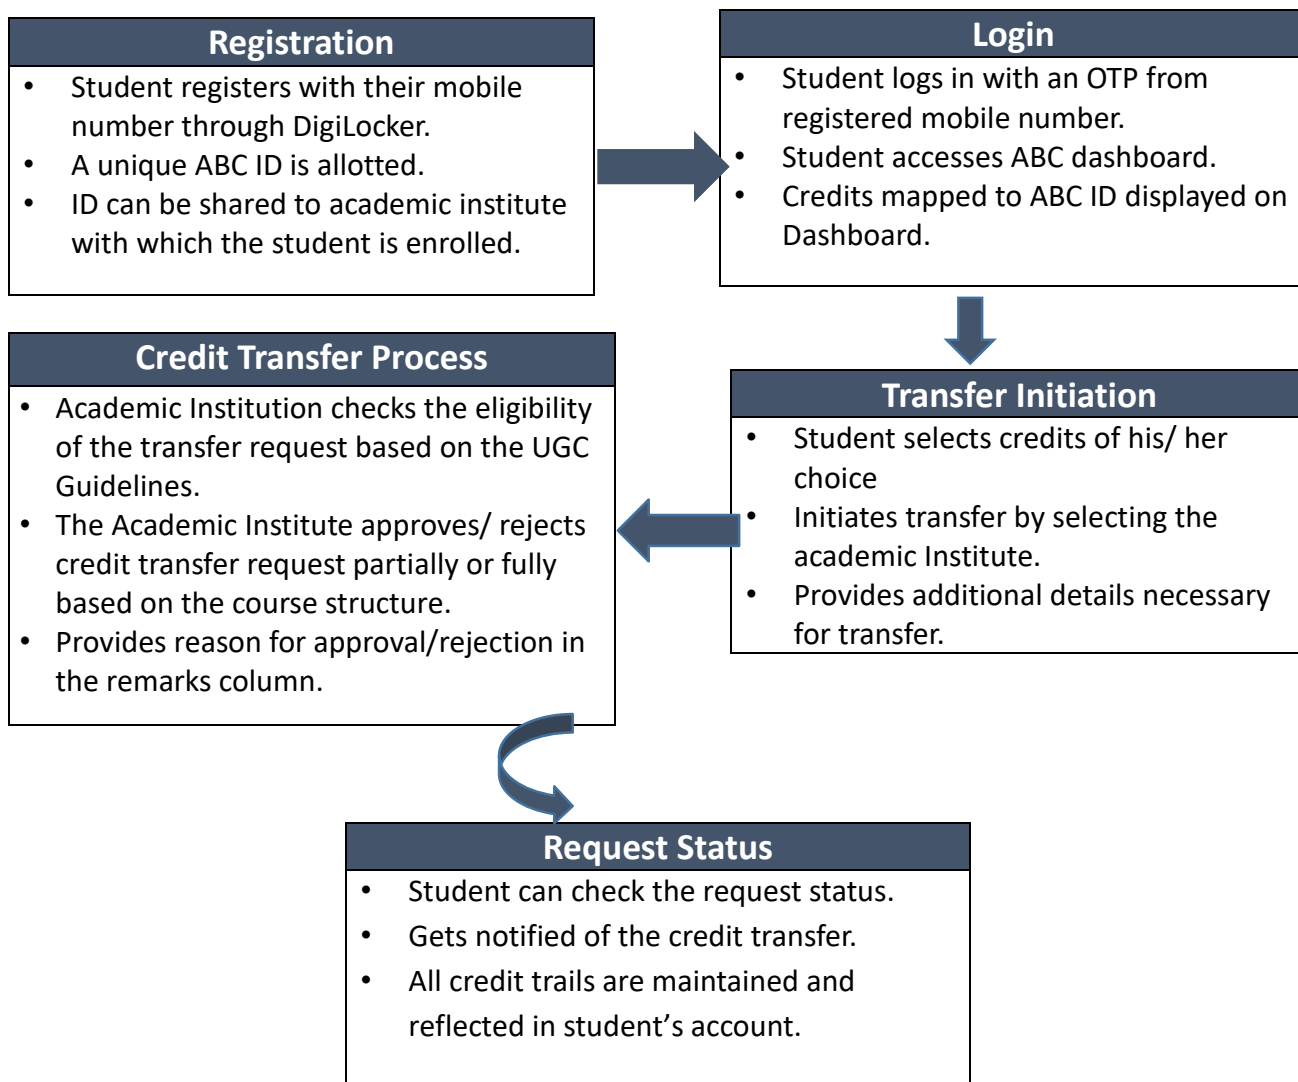 Registration
• Student registers with their mobile
number through DigiLocker.
• A unique ABC ID is allotted.
• ID can be shared to academic institute
with which the student is enrolled.
Login
• Student logs in with an OTP from
registered mobile number.
• Student accesses ABC dashboard.
• Credits mapped to ABC ID displayed on
Dashboard.
Transfer Initiation
• Student selects credits of his/ her
choice
• Initiates transfer by selecting the
academic Institute.
• Provides additional details necessary
for transfer.
Credit Transfer Process
• Academic Institution checks the eligibility
of the transfer request based on the UGC
Guidelines.
• The Academic Institute approves/ rejects
credit transfer request partially or fully
based on the course structure.
• Provides reason for approval/rejection in
the remarks column.
Request Status
• Student can check the request status.
• Gets notified of the credit transfer.
• All credit trails are maintained and
reflected in student’s account.